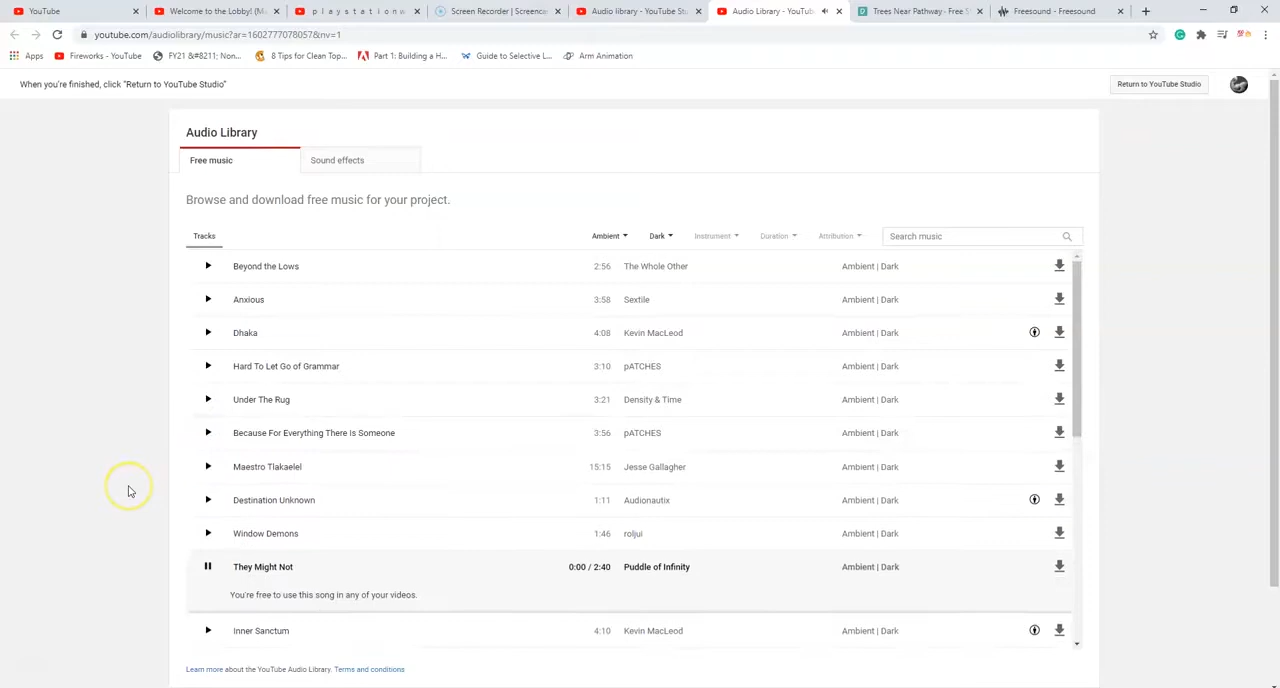 YouTube
Welcome to the Lobby! (M
p l a y s t a t i o n w
Screen Recorder | Screencas
Audio library - YouTube Stu
Audio Library - YouTub
Trees Near Pathway - Free S
Freesound - Freesound
youtube.com/audiolibrary/music?ar=1602777078057&nv=1
Apps
Fireworks - YouTube
FY21 &#8211; Non...
8 Tips for Clean Top...
Part 1: Building a H...
Guide to Selective L...
Arm Animation
When you're finished, click "Return to YouTube Studio"
Return to YouTube Studio
Audio Library
Free music
Sound effects
Browse and download free music for your project.
Tracks Ambient Dark Instrument Duration Attribution Search music
Beyond the Lows 2:56 The Whole Other Ambient | Dark
Anxious 3:58 Sextile Ambient | Dark
Dhaka 4:08 Kevin MacLeod Ambient | Dark
Hard To Let Go of Grammar 3:10 pATCHES Ambient | Dark
Under The Rug 3:21 Density & Time Ambient | Dark
Because For Everything There Is Someone 3:56 pATCHES Ambient | Dark
Maestro Tlakaelel 15:15 Jesse Gallagher Ambient | Dark
Destination Unknown 1:11 Audionautix Ambient | Dark
Window Demons 1:46 roljui Ambient | Dark
They Might Not 0:00 / 2:40 Puddle of Infinity Ambient | Dark
You're free to use this song in any of your videos.
Inner Sanctum 4:10 Kevin MacLeod Ambient | Dark
Learn more about the YouTube Audio Library. Terms and conditions